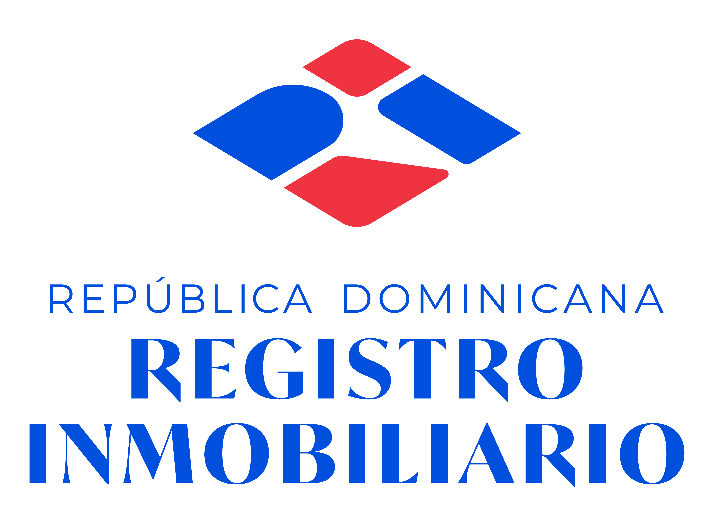 REPÚBLICA DOMINICANA
REGISTRO
INMOBILIARIO